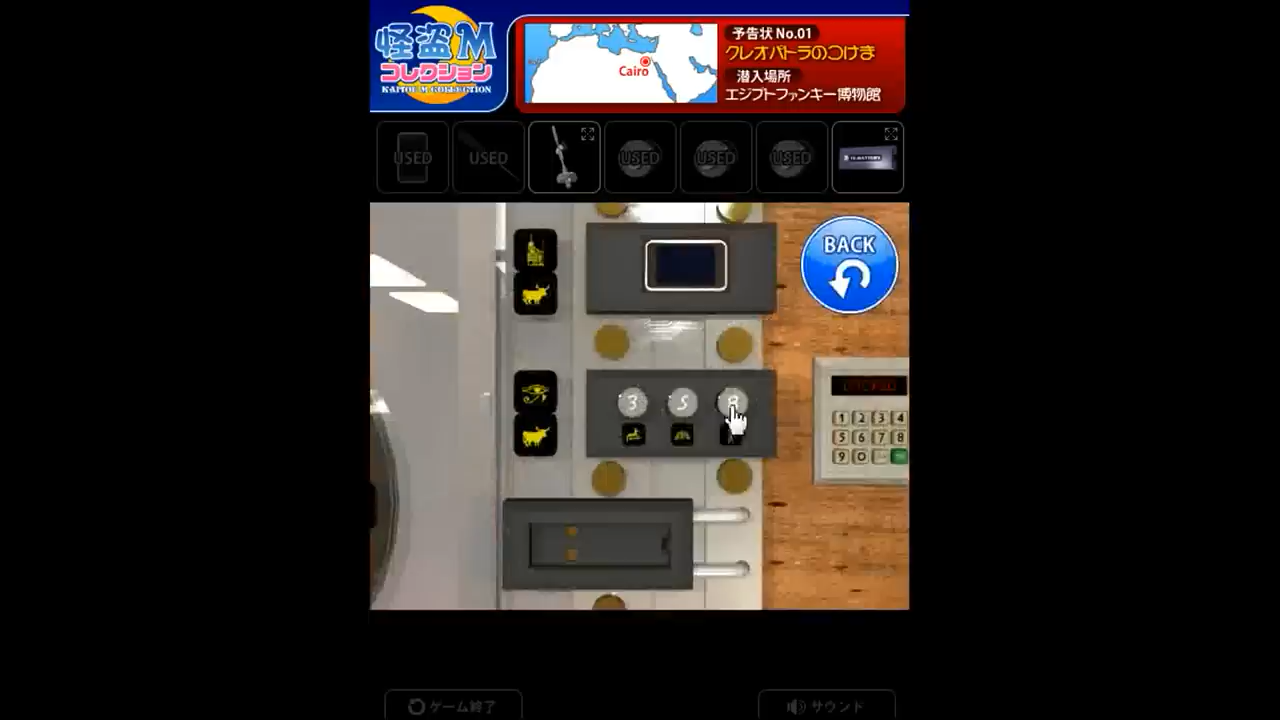 怪盗M
コレクション
KAITOU M COLLECTION
Cairo
予告状 No.01
クレオパトラのつけま
潜入場所
エジプトファンキー博物館
USED
USED
USED
USED
USED
BACK
3 5 8
1 2 3 4
5 6 7 8
9 0
ゲーム終了
サウンド